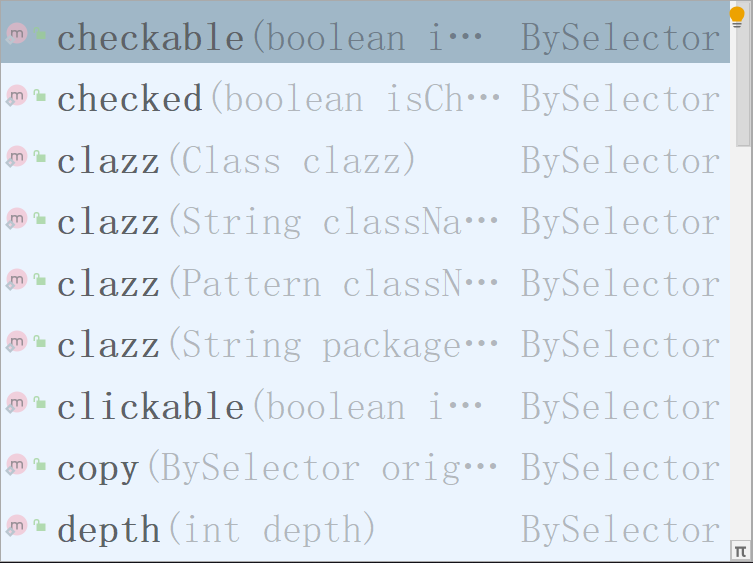 checkable(boolean i··· BySelector
checked(boolean isCh··· BySelector
clazz(Class clazz) BySelector
clazz(String classNa··· BySelector
clazz(Pattern classN··· BySelector
clazz(String package··· BySelector
clickable(boolean i··· BySelector
copy(BySelector orig··· BySelector
depth(int depth) BySelector
π